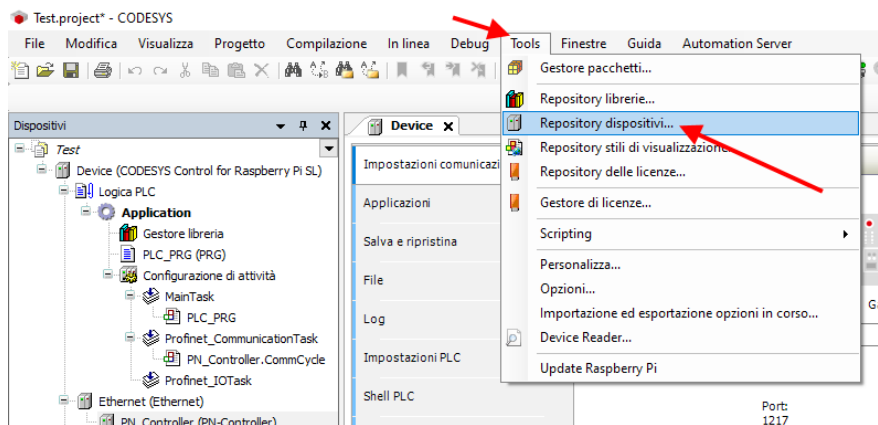 Test.project* - CODESYS
File Modifica Visualizza Progetto Compilazione In linea Debug Tools Finestre Guida Automation Server
Gestore pacchetti...
Repository librerie...
Repository dispositivi...
Repository stili di visualizzazione...
Repository delle licenze...
Gestore di licenze...
Scripting
Personalizza...
Opzioni...
Importazione ed esportazione opzioni in corso...
Device Reader...
Update Raspberry Pi
Dispositivi
Test
Device (CODESYS Control for Raspberry Pi SL)
Logica PLC
Application
Gestore libreria
PLC_PRG (PRG)
Configurazione di attività
MainTask
PLC_PRG
Profinet_CommunicationTask
PN_Controller.CommCycle
Profinet_IOTask
Ethernet (Ethernet)
PN_Controller (PN-Controller)
Device
Impostazioni comunicazi
Applicazioni
Salva e ripristina
File
Log
Impostazioni PLC
Shell PLC
Port:
1217